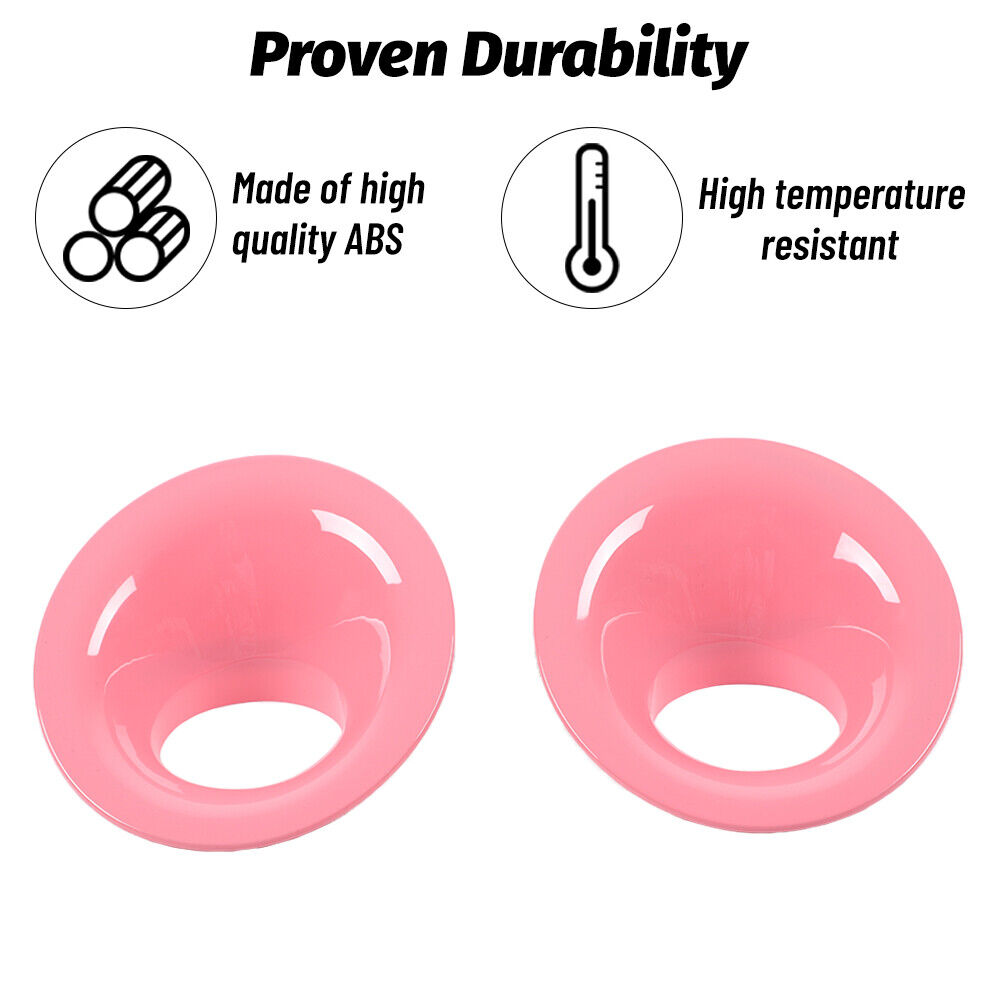 Proven Durability
Made of high
quality ABS
High temperature
resistant